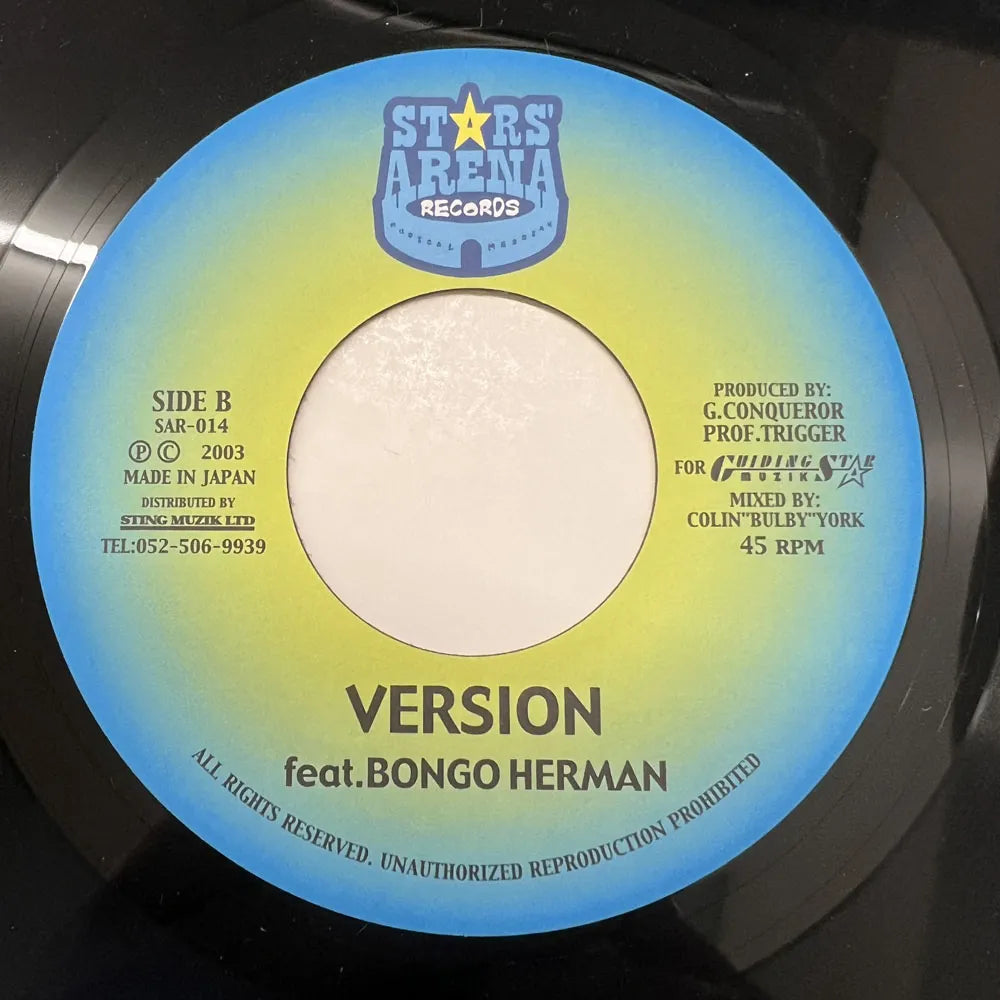 STARS'
ARENA
RECORDS
MUSICAL MESSAGE
SIDE B
SAR-014
Ⓟ © 2003
MADE IN JAPAN
DISTRIBUTED BY
STING MUZIK LTD
TEL:052-506-9939
PRODUCED BY:
G.CONQUEROR
PROF.TRIGGER
FOR GUIDING STAR
MUZIK
MIXED BY:
COLIN"BULBY"YORK
45 RPM
VERSION
feat.BONGO HERMAN
ALL RIGHTS RESERVED. UNAUTHORIZED REPRODUCTION PROHIBITED